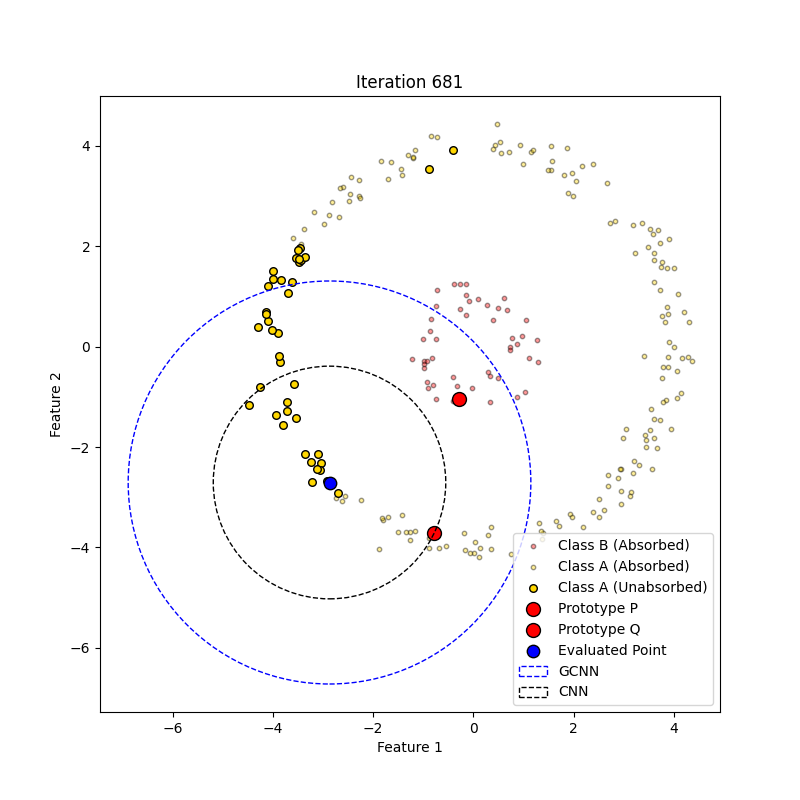 Iteration 681
Feature 2
4
2
0
−2
−4
−6
−6
−4
−2
0
2
4
Feature 1
Class B (Absorbed)
Class A (Absorbed)
Class A (Unabsorbed)
Prototype P
Prototype Q
Evaluated Point
GCNN
CNN